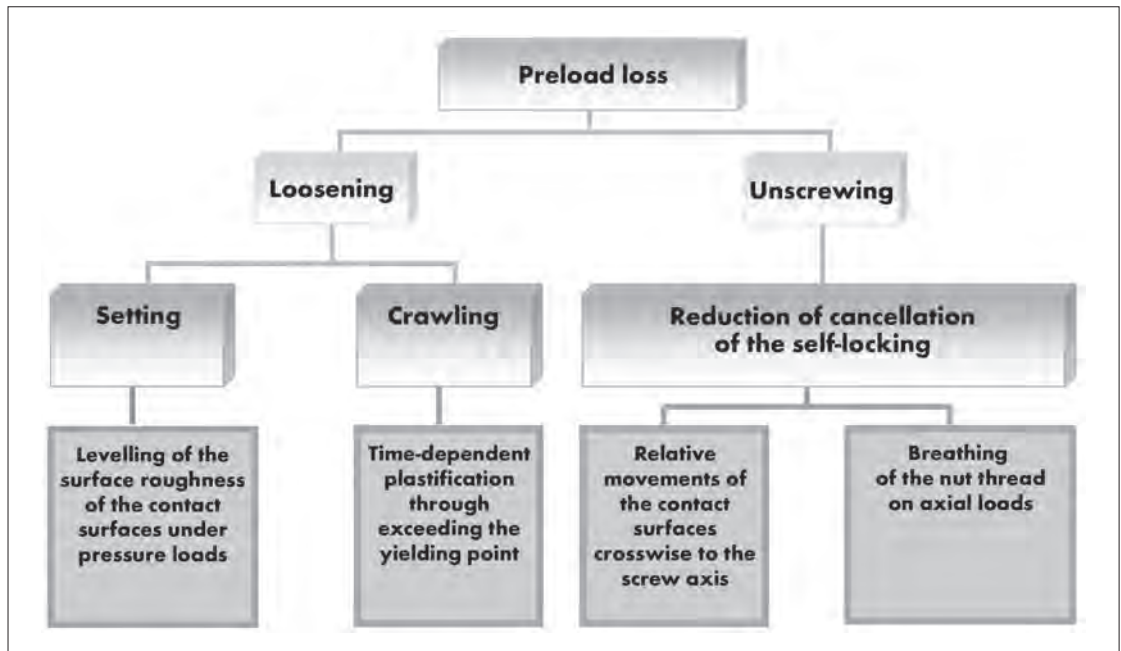 Preload loss
Loosening
Unscrewing
Setting
Crawling
Reduction of cancellation
of the self-locking
Levelling of the
surface roughness
of the contact
surfaces under
pressure loads
Time-dependent
plastification
through
exceeding the
yielding point
Relative
movements of
the contact
surfaces
crosswise to the
screw axis
Breathing
of the nut thread
on axial loads